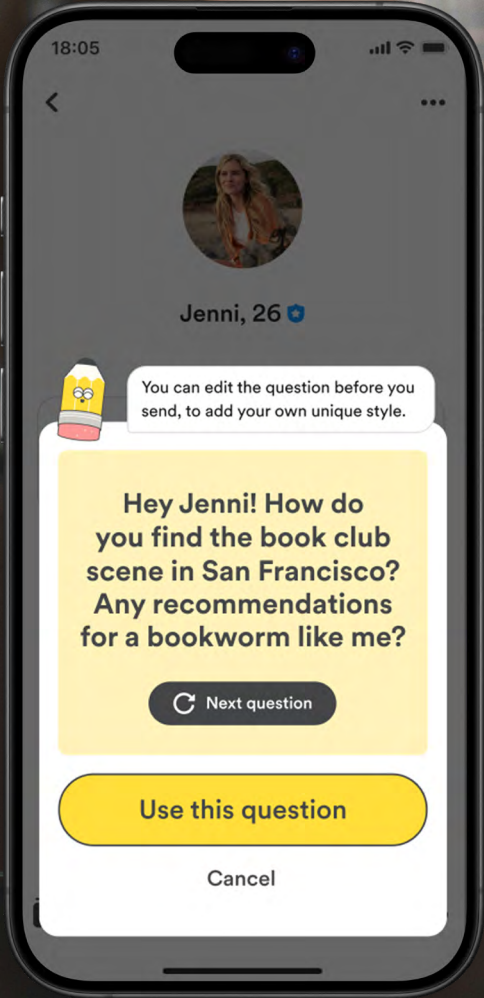 18:05
Jenni, 26
You can edit the question before you
send, to add your own unique style.
Hey Jenni! How do
you find the book club
scene in San Francisco?
Any recommendations
for a bookworm like me?
Next question
Use this question
Cancel